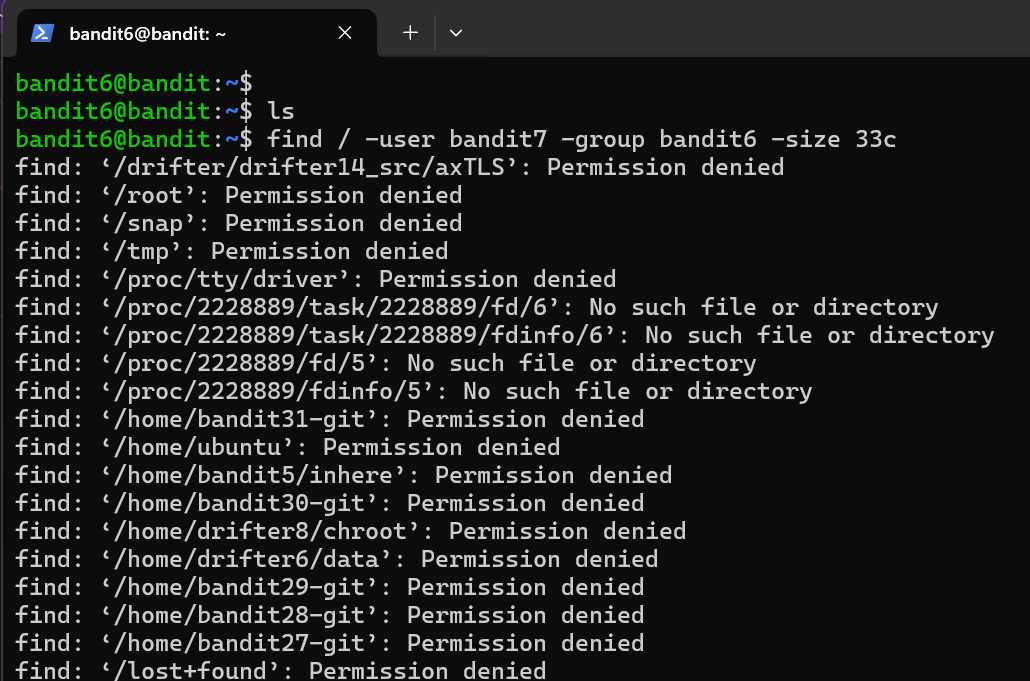 bandit6@bandit: ~
bandit6@bandit:~$
bandit6@bandit:~$ ls
bandit6@bandit:~$ find / -user bandit7 -group bandit6 -size 33c
find: ‘/drifter/drifter14_src/axTLS’: Permission denied
find: ‘/root’: Permission denied
find: ‘/snap’: Permission denied
find: ‘/tmp’: Permission denied
find: ‘/proc/tty/driver’: Permission denied
find: ‘/proc/2228889/task/2228889/fd/6’: No such file or directory
find: ‘/proc/2228889/task/2228889/fdinfo/6’: No such file or directory
find: ‘/proc/2228889/fd/5’: No such file or directory
find: ‘/proc/2228889/fdinfo/5’: No such file or directory
find: ‘/home/bandit31-git’: Permission denied
find: ‘/home/ubuntu’: Permission denied
find: ‘/home/bandit5/inhere’: Permission denied
find: ‘/home/bandit30-git’: Permission denied
find: ‘/home/drifter8/chroot’: Permission denied
find: ‘/home/drifter6/data’: Permission denied
find: ‘/home/bandit29-git’: Permission denied
find: ‘/home/bandit28-git’: Permission denied
find: ‘/home/bandit27-git’: Permission denied
find: ‘/lost+found’: Permission denied